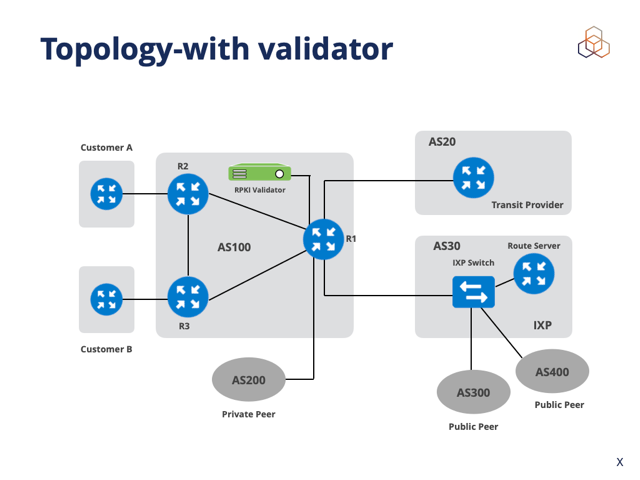 Topology-with validator
Customer A
R2
RPKI Validator
AS100
R1
R3
Customer B
AS200
Private Peer
AS20
Transit Provider
AS30
Route Server
IXP Switch
IXP
AS300
Public Peer
AS400
Public Peer
X